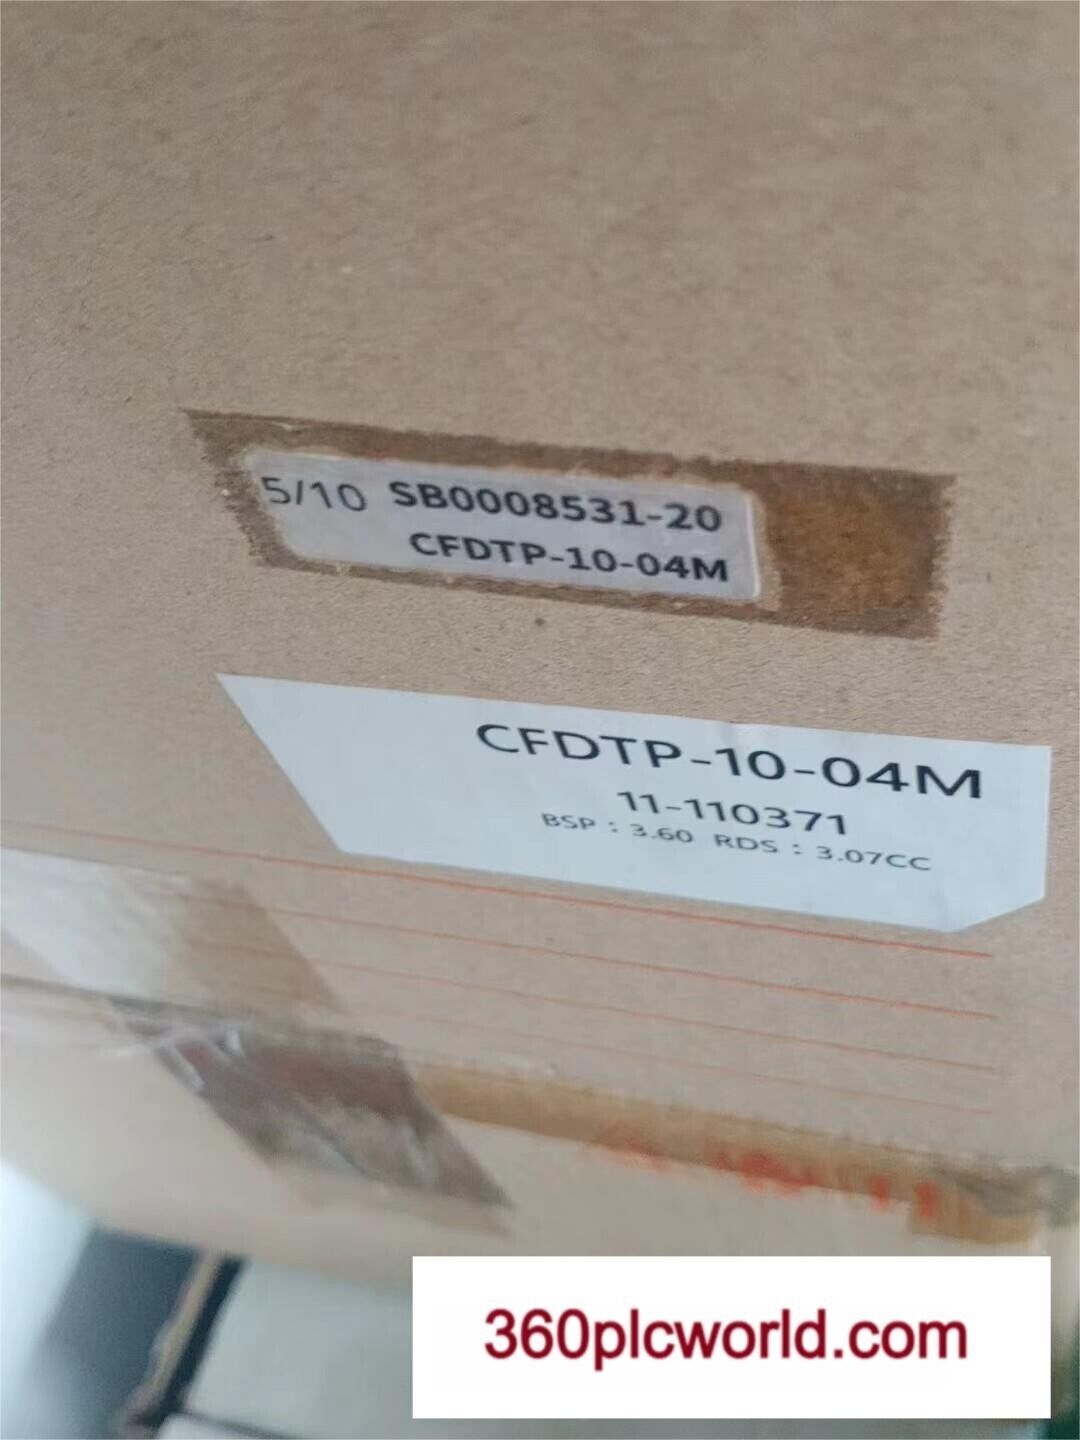 5/10 SB0008531-20
CFDTP-10-04M
CFDTP-10-04M
11-110371
BSP : 3.60 RDS : 3.07CC
360plcworld.com